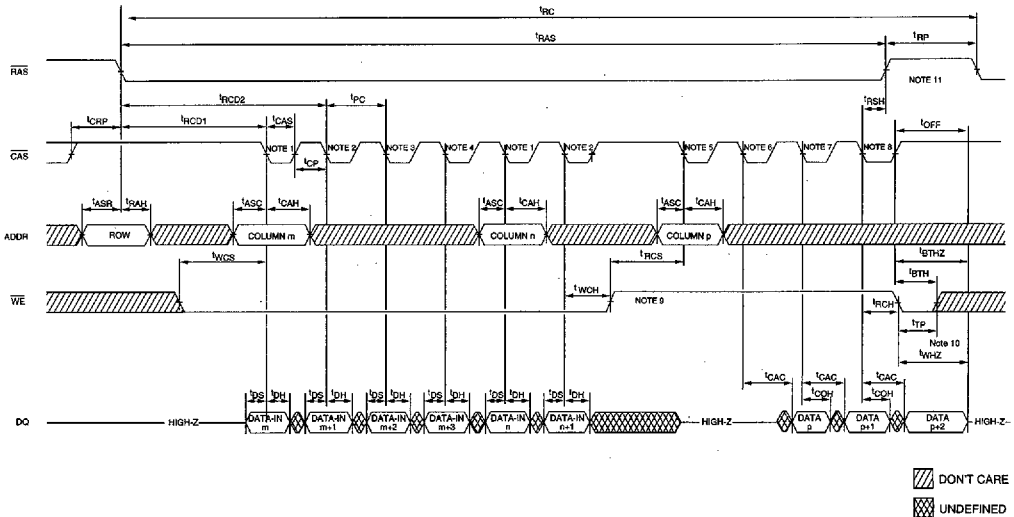 tRC
tRAS
tRP
RAS
NOTE 11
tRCD2
tPC
tRSH
tCRP
tRCD1
tCAS
tOFF
CAS
NOTE 1
NOTE 2
NOTE 3
NOTE 4
NOTE 1
NOTE 2
NOTE 5
NOTE 6
NOTE 7
NOTE 8
tCP
tASR
tRAH
tASC
tCAH
tASC
tCAH
tASC
tCAH
ADDR
ROW
COLUMN m
COLUMN n
COLUMN p
tWCS
tRCS
tBTHZ
tBTH
WE
tWCH
NOTE 9
tRCH
tTP
Note 10
tWHZ
tCAC
tCAC
tCAC
tCOH
tCOH
tDS
tDH
tDS
tDH
tDS
tDH
tDS
tDH
tDS
tDH
tDS
tDH
DQ
HIGH-Z
DATA-IN m
DATA-IN m+1
DATA-IN m+2
DATA-IN m+3
DATA-IN n
DATA-IN n+1
HIGH-Z
DATA p
DATA p+1
DATA p+2
HIGH-Z
DON'T CARE
UNDEFINED